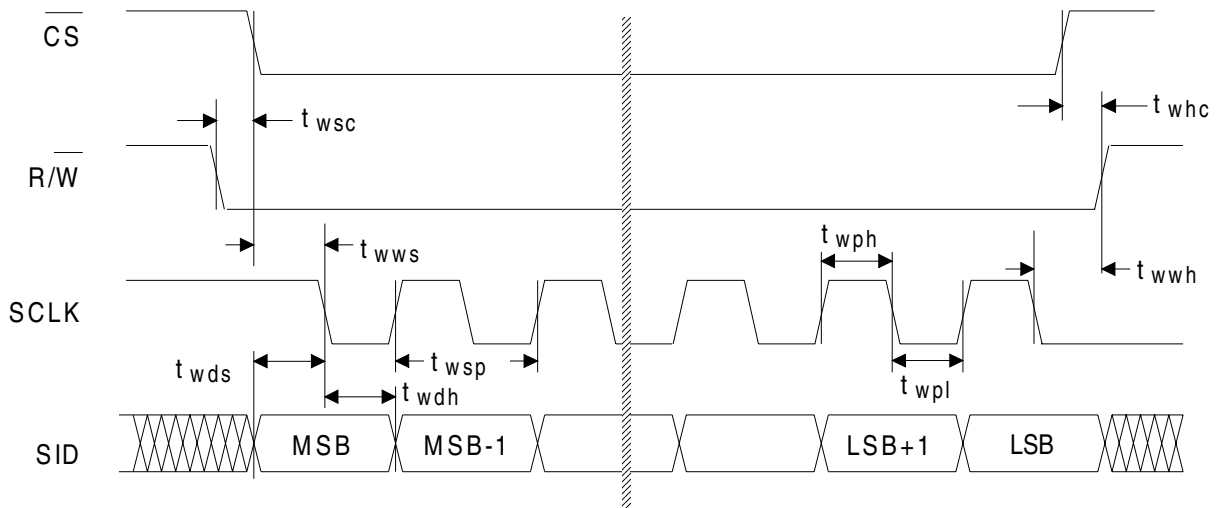 CS
t wsc
t whc
R/W
t wws
t wph
t wwh
SCLK
t wds
t wsp
t wdh
t wpl
SID
MSB
MSB-1
LSB+1
LSB